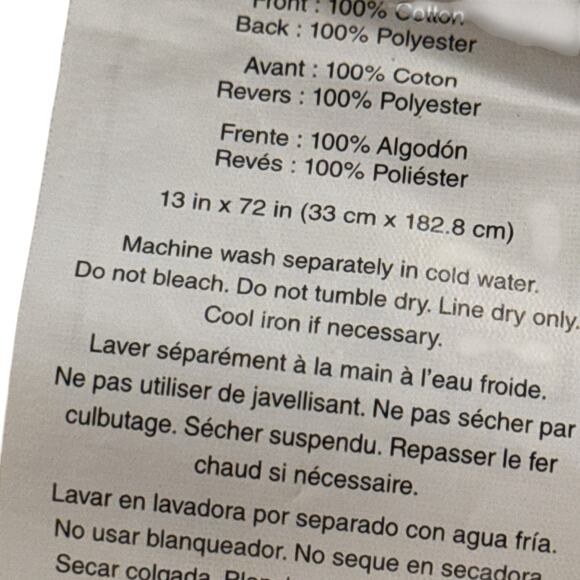 Front : 100% Cotton
Back : 100% Polyester
Avant : 100% Coton
Revers : 100% Polyester
Frente : 100% Algodón
Revés : 100% Poliéster
13 in x 72 in (33 cm x 182.8 cm)
Machine wash separately in cold water.
Do not bleach. Do not tumble dry. Line dry only.
Cool iron if necessary.
Laver séparément à la main à l'eau froide.
Ne pas utiliser de javellisant. Ne pas sécher par
culbutage. Sécher suspendu. Repasser le fer
chaud si nécessaire.
Lavar en lavadora por separado con agua fría.
No usar blanqueador. No seque en secadora.
Secar colgada.